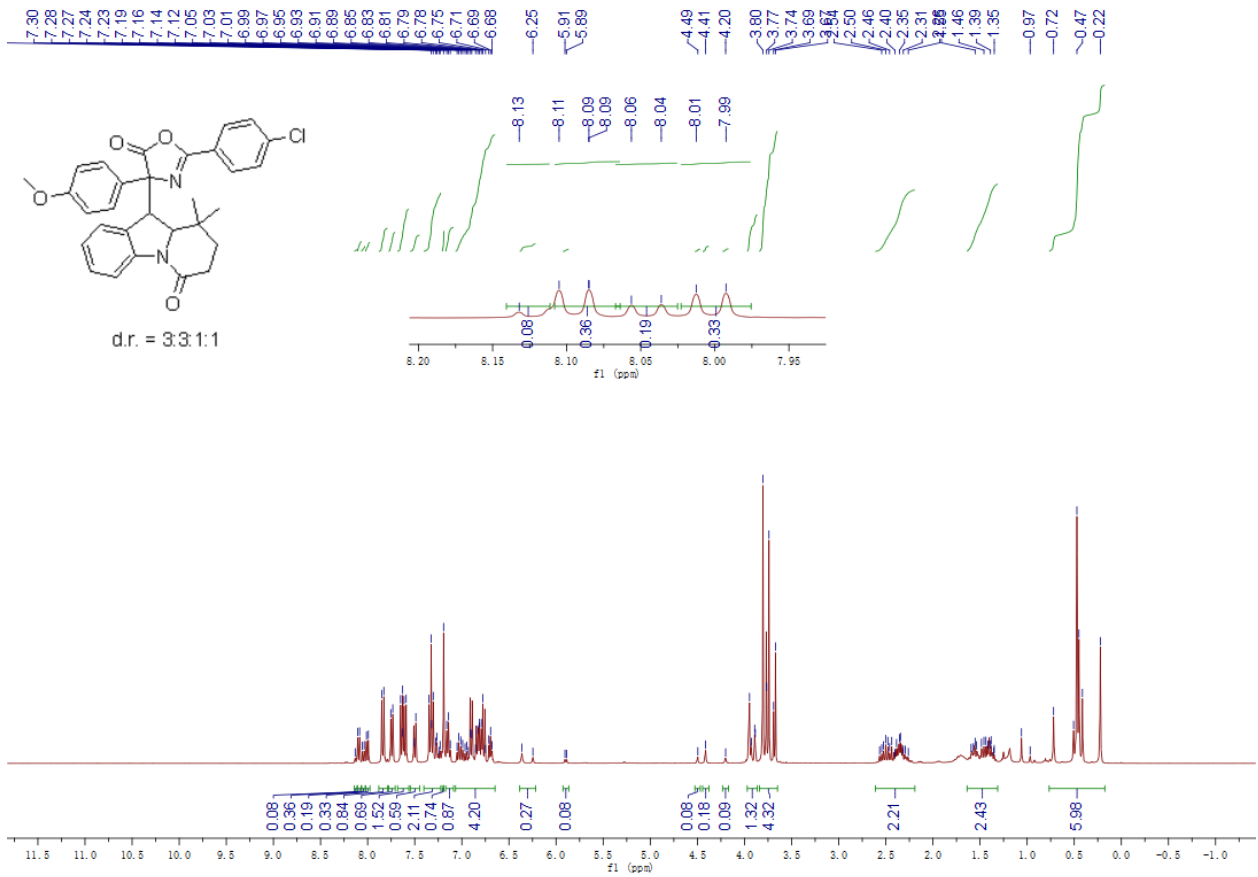 7.30 7.28 7.27 7.24 7.23 7.19 7.16 7.14 7.12 7.05 7.03 7.01 6.99 6.97 6.95 6.93 6.91 6.89 6.85 6.83 6.81 6.79 6.78 6.75 6.71 6.69 6.68 6.25 5.91 5.89 4.49 4.41 4.20 3.80 3.77 3.74 3.69 3.67 2.54 2.50 2.46 2.40 2.35 2.31 1.46 1.39 1.35 0.97 0.72 0.47 0.22
8.13 8.11 8.09 8.09 8.06 8.04 8.01 7.99
O O Cl
N
O
N
O
d.r. = 3:3:1:1
0.08 0.36 0.19 0.33
8.20 8.15 8.10 8.05 8.00 7.95
f1 (ppm)
0.08 0.36 0.19 0.33 0.84 0.69 1.52 0.59 2.11 0.74 0.87 4.20 0.27 0.08 0.08 0.18 0.09 1.32 4.32 2.21 2.43 5.98
11.5 11.0 10.5 10.0 9.5 9.0 8.5 8.0 7.5 7.0 6.5 6.0 5.5 5.0 4.5 4.0 3.5 3.0 2.5 2.0 1.5 1.0 0.5 0.0 -0.5 -1.0
f1 (ppm)